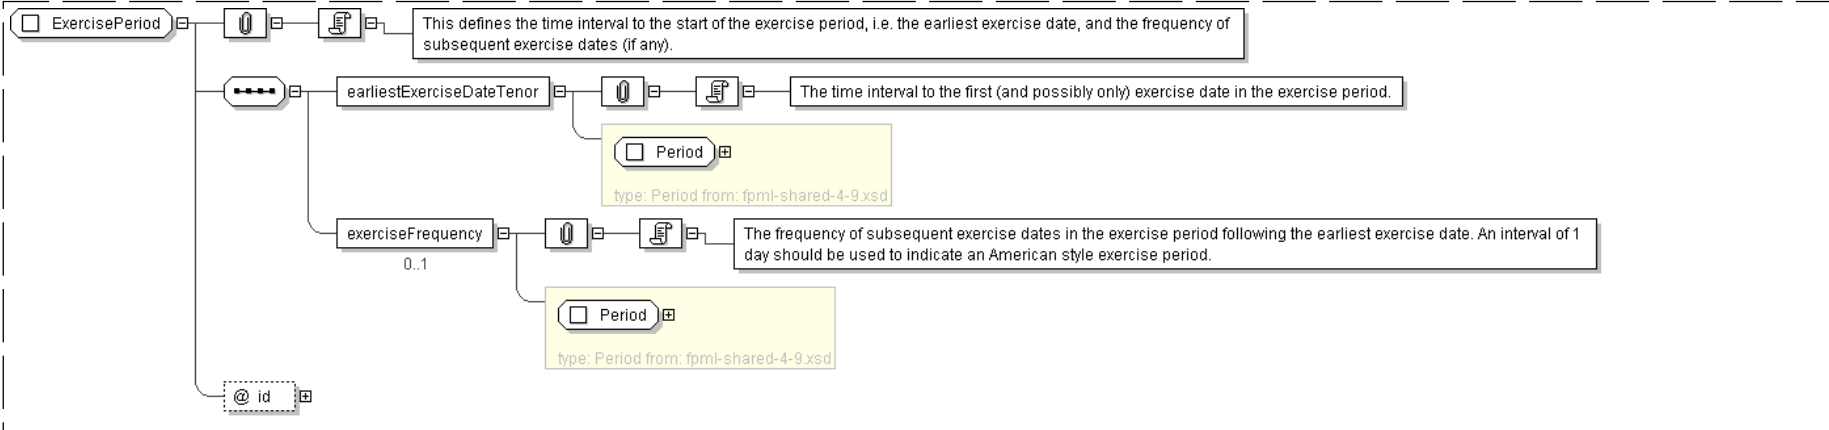 ExercisePeriod
This defines the time interval to the start of the exercise period, i.e. the earliest exercise date, and the frequency of
subsequent exercise dates (if any).
earliestExerciseDateTenor
The time interval to the first (and possibly only) exercise date in the exercise period.
Period
type: Period from: fpml-shared-4-9.xsd
exerciseFrequency
0..1
The frequency of subsequent exercise dates in the exercise period following the earliest exercise date. An interval of 1
day should be used to indicate an American style exercise period.
Period
type: Period from: fpml-shared-4-9.xsd
@ id